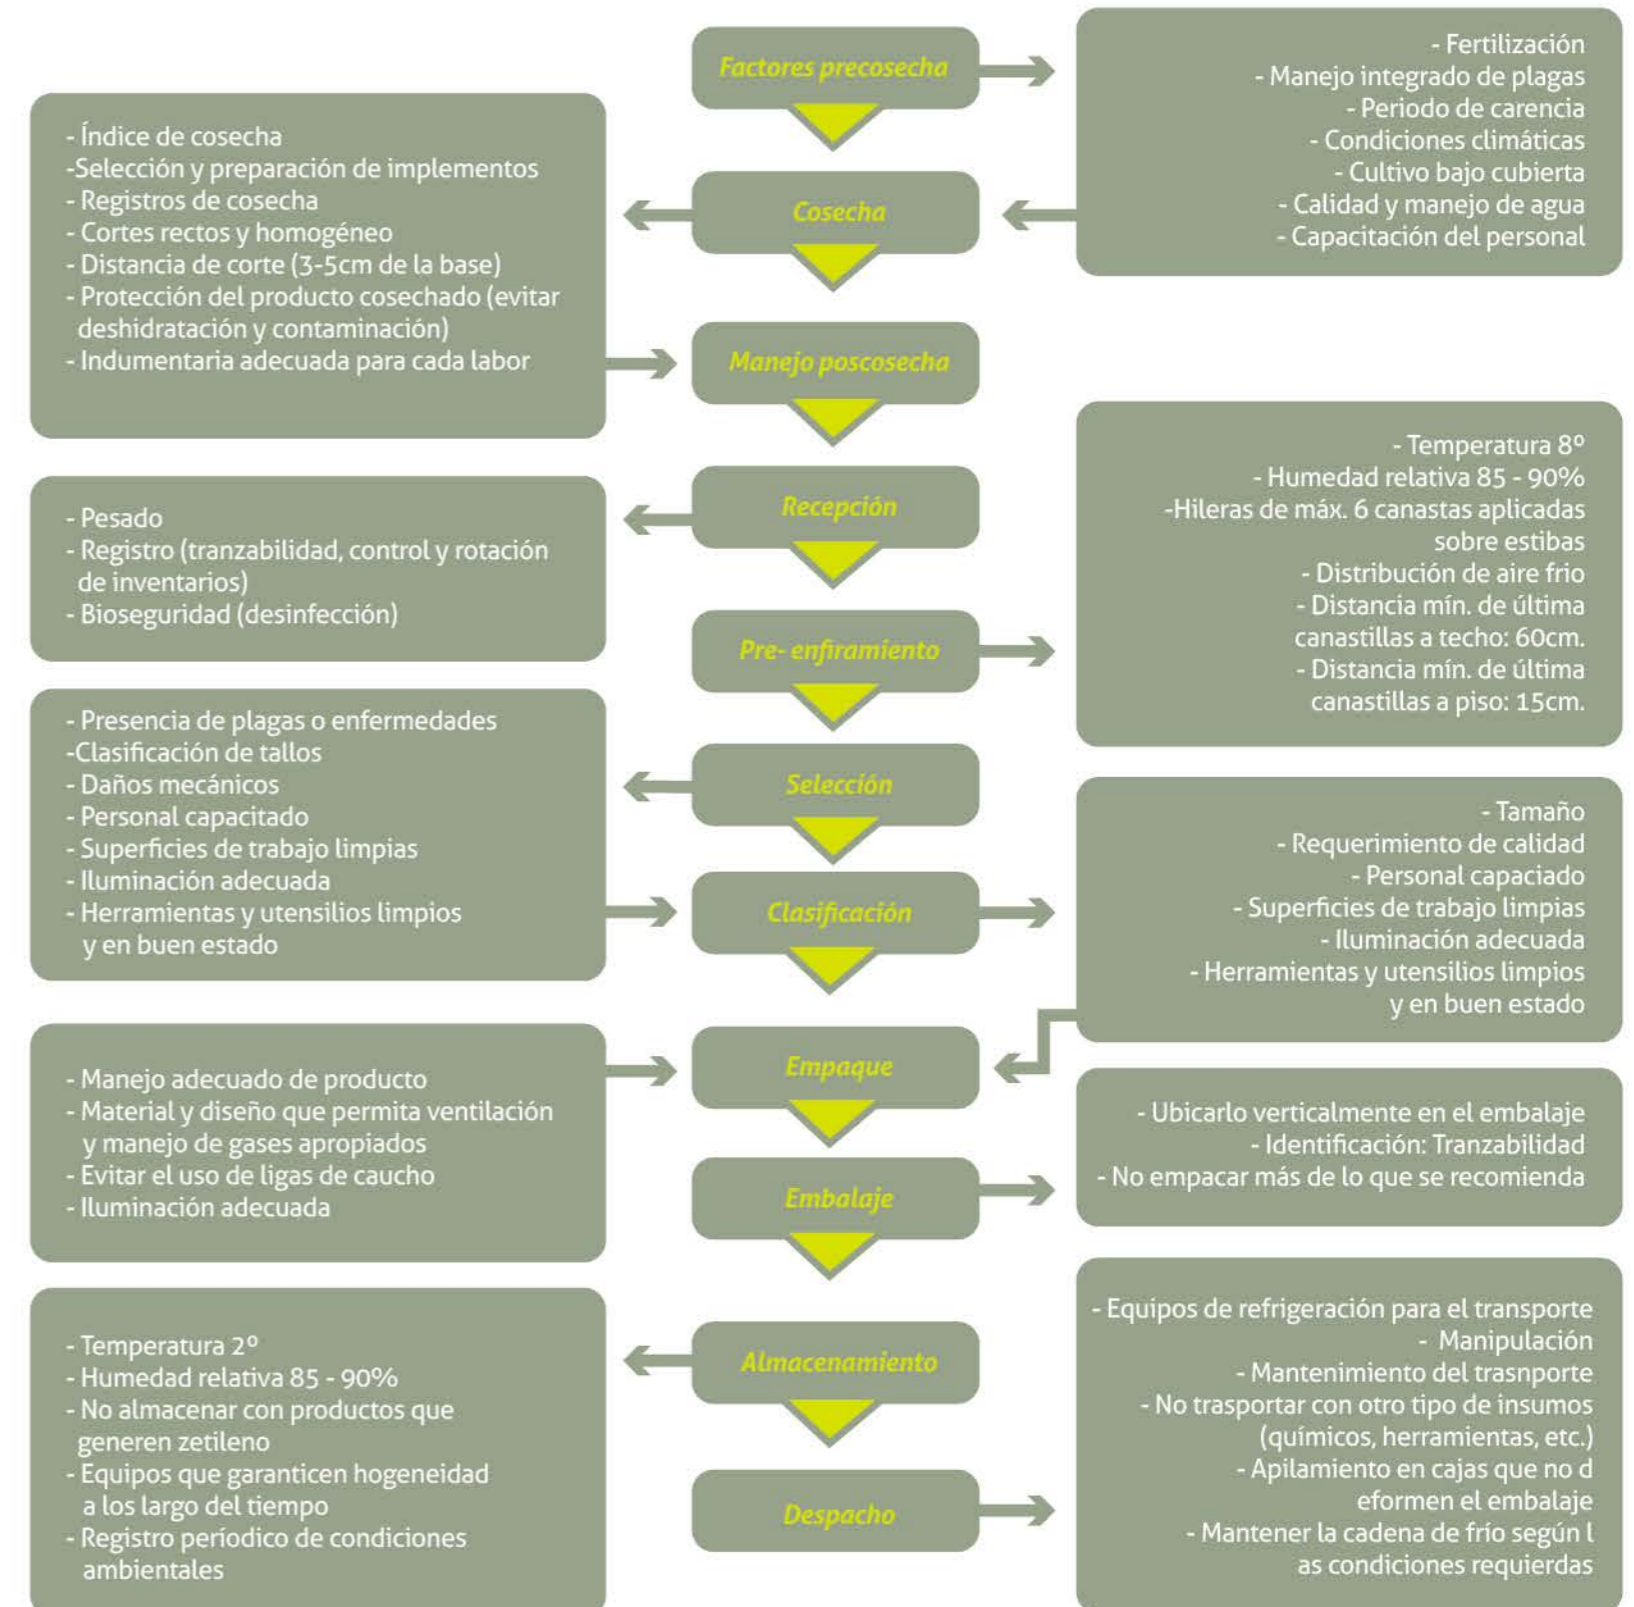 Factores precosecha
- Fertilización
- Manejo integrado de plagas
- Periodo de carencia
- Condiciones climáticas
- Cultivo bajo cubierta
- Calidad y manejo de agua
- Capacitación del personal
Cosecha
- Índice de cosecha
-Selección y preparación de implementos
- Registros de cosecha
- Cortes rectos y homogéneo
- Distancia de corte (3-5cm de la base)
- Protección del producto cosechado (evitar
deshidratación y contaminación)
- Indumentaria adecuada para cada labor
Manejo poscosecha
Recepción
- Pesado
- Registro (tranzabilidad, control y rotación
de inventarios)
- Bioseguridad (desinfección)
Pre- enfiramiento
- Temperatura 8º
- Humedad relativa 85 - 90%
-Hileras de máx. 6 canastas aplicadas
sobre estibas
- Distribución de aire frio
- Distancia mín. de última
canastillas a techo: 60cm.
- Distancia mín. de última
canastillas a piso: 15cm.
Selección
- Presencia de plagas o enfermedades
-Clasificación de tallos
- Daños mecánicos
- Personal capacitado
- Superficies de trabajo limpias
- Iluminación adecuada
- Herramientas y utensilios limpios
y en buen estado
Clasificación
- Tamaño
- Requerimiento de calidad
- Personal capaciado
- Superficies de trabajo limpias
- Iluminación adecuada
- Herramientas y utensilios limpios
y en buen estado
Empaque
- Manejo adecuado de producto
- Material y diseño que permita ventilación
y manejo de gases apropiados
- Evitar el uso de ligas de caucho
- Iluminación adecuada
Embalaje
- Ubicarlo verticalmente en el embalaje
- Identificación: Tranzabilidad
- No empacar más de lo que se recomienda
Almacenamiento
- Temperatura 2º
- Humedad relativa 85 - 90%
- No almacenar con productos que
generen zetileno
- Equipos que garanticen hogeneidad
a los largo del tiempo
- Registro períodico de condiciones
ambientales
Despacho
- Equipos de refrigeración para el transporte
- Manipulación
- Mantenimiento del trasnporte
- No trasportar con otro tipo de insumos
(químicos, herramientas, etc.)
- Apilamiento en cajas que no d
eformen el embalaje
- Mantener la cadena de frío según l
as condiciones requierdas